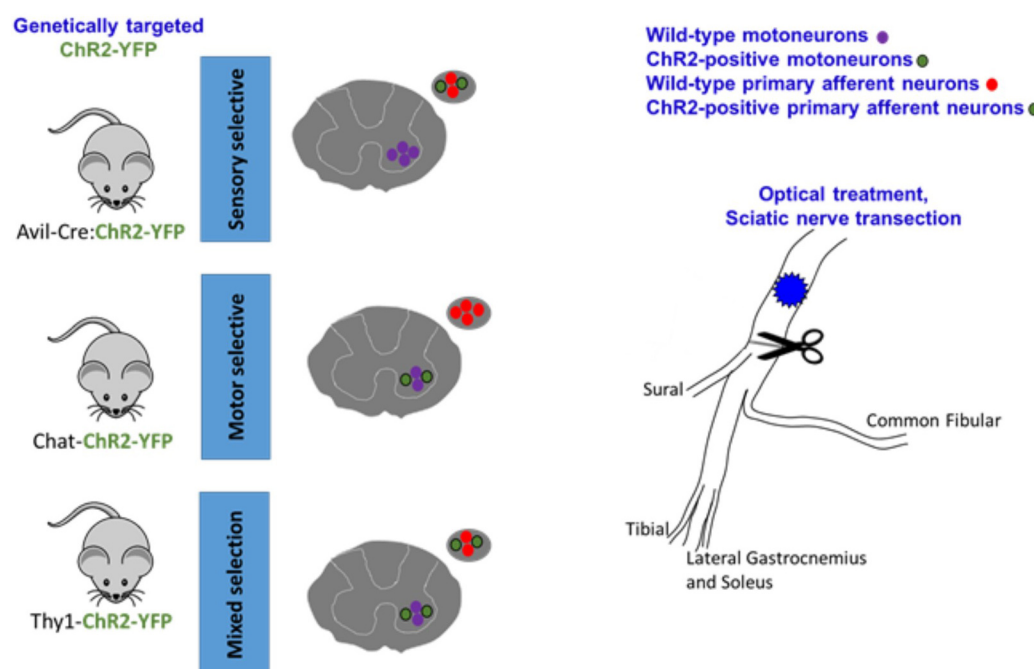 Genetically targeted
ChR2-YFP
Sensory selective
Avil-Cre:ChR2-YFP
Motor selective
Chat-ChR2-YFP
Mixed selection
Thy1-ChR2-YFP
Wild-type motoneurons
ChR2-positive motoneurons
Wild-type primary afferent neurons
ChR2-positive primary afferent neurons
Optical treatment,
Sciatic nerve transection
Sural
Common Fibular
Tibial
Lateral Gastrocnemius
and Soleus